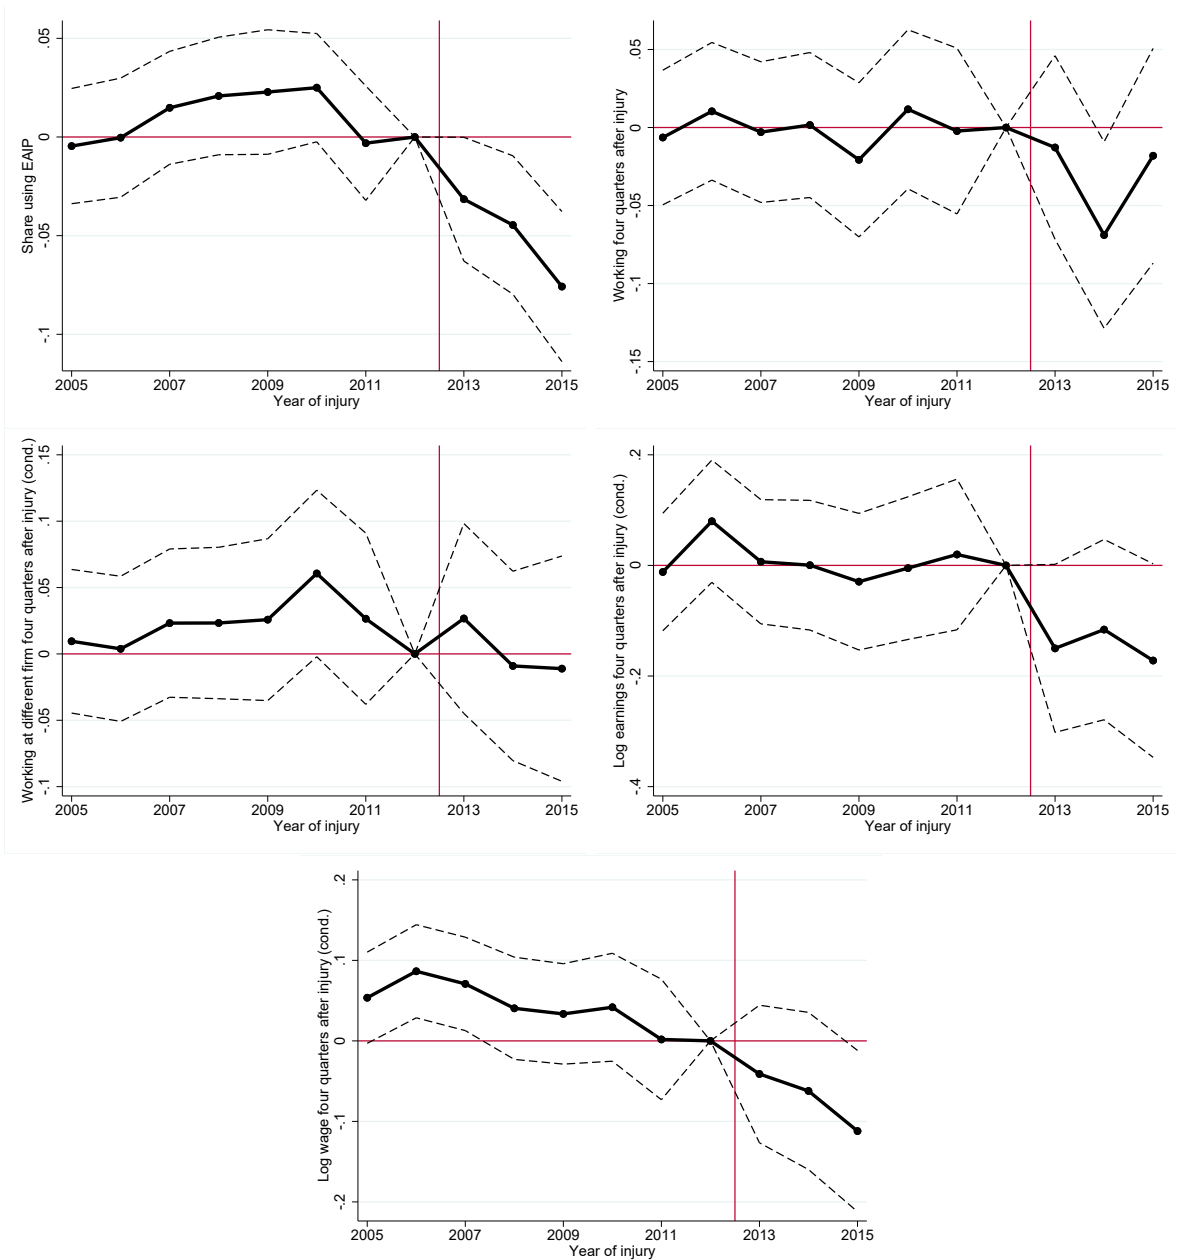 Share using EAIP
.05
0
-.05
-.1
2005 2007 2009 2011 2013 2015
Year of injury
Working four quarters after injury
.05
0
-.05
-.1
-.15
2005 2007 2009 2011 2013 2015
Year of injury
Working at different firm four quarters after injury (cond.)
.15
.1
.05
0
-.05
-.1
2005 2007 2009 2011 2013 2015
Year of injury
Log earnings four quarters after injury (cond.)
.2
0
-.2
-.4
2005 2007 2009 2011 2013 2015
Year of injury
Log wage four quarters after injury (cond.)
.2
.1
0
-.1
-.2
2005 2007 2009 2011 2013 2015
Year of injury